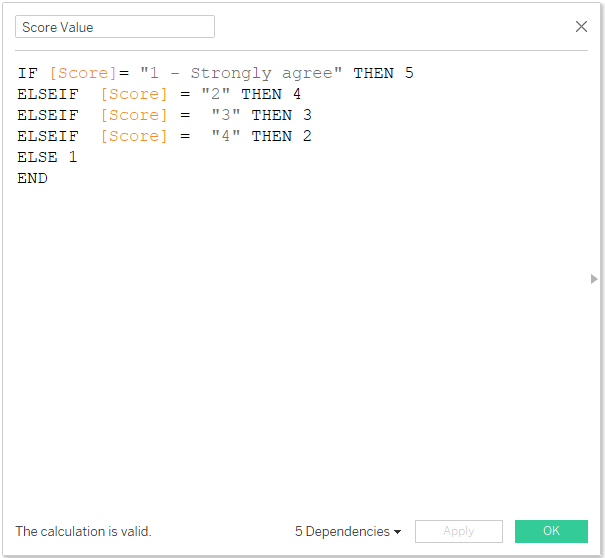 Score Value
IF [Score]= "1 - Strongly agree" THEN 5
ELSEIF  [Score] = "2" THEN 4
ELSEIF  [Score] =  "3" THEN 3
ELSEIF  [Score] =  "4" THEN 2
ELSE 1
END
The calculation is valid. 5 Dependencies Apply OK